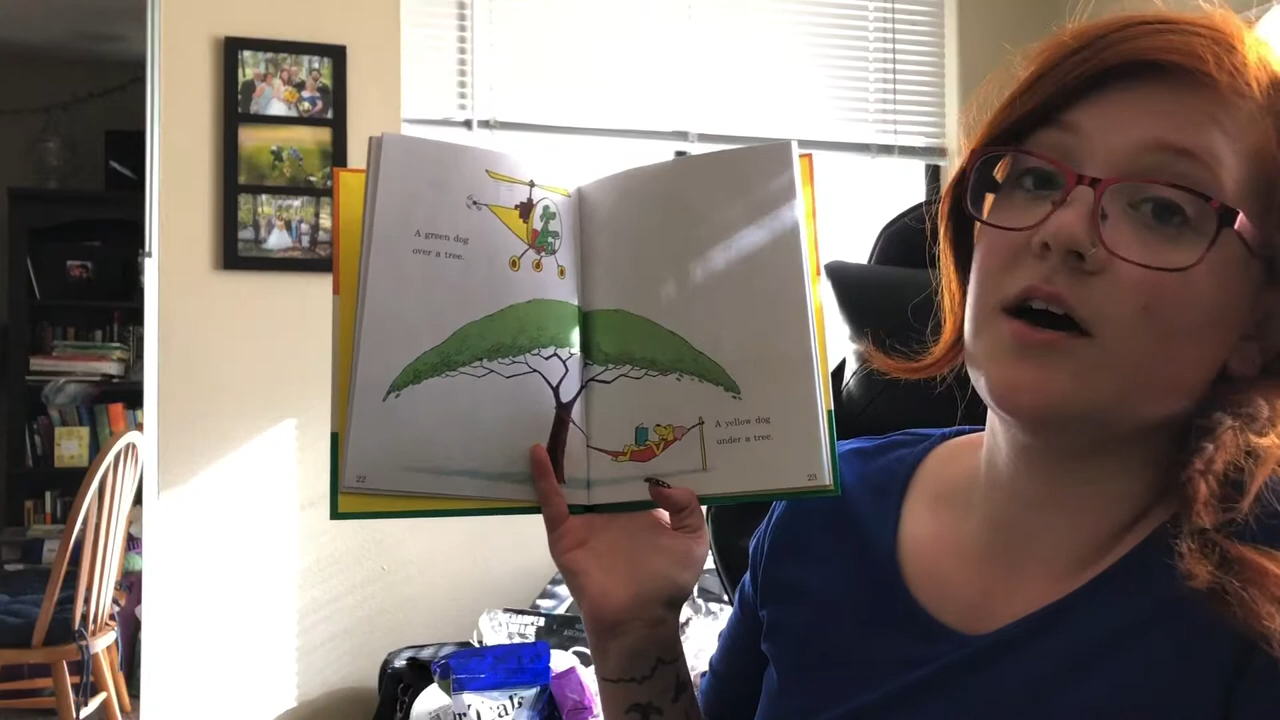 A green dog
over a tree.
A yellow dog
under a tree.
22
23